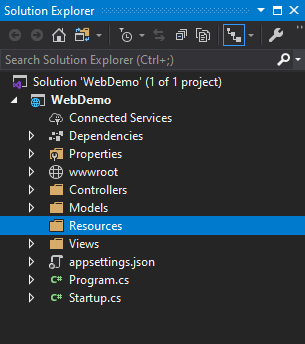 Solution Explorer
Search Solution Explorer (Ctrl+;)
Solution 'WebDemo' (1 of 1 project)
WebDemo
Connected Services
Dependencies
Properties
wwwroot
Controllers
Models
Resources
Views
appsettings.json
C# Program.cs
C# Startup.cs